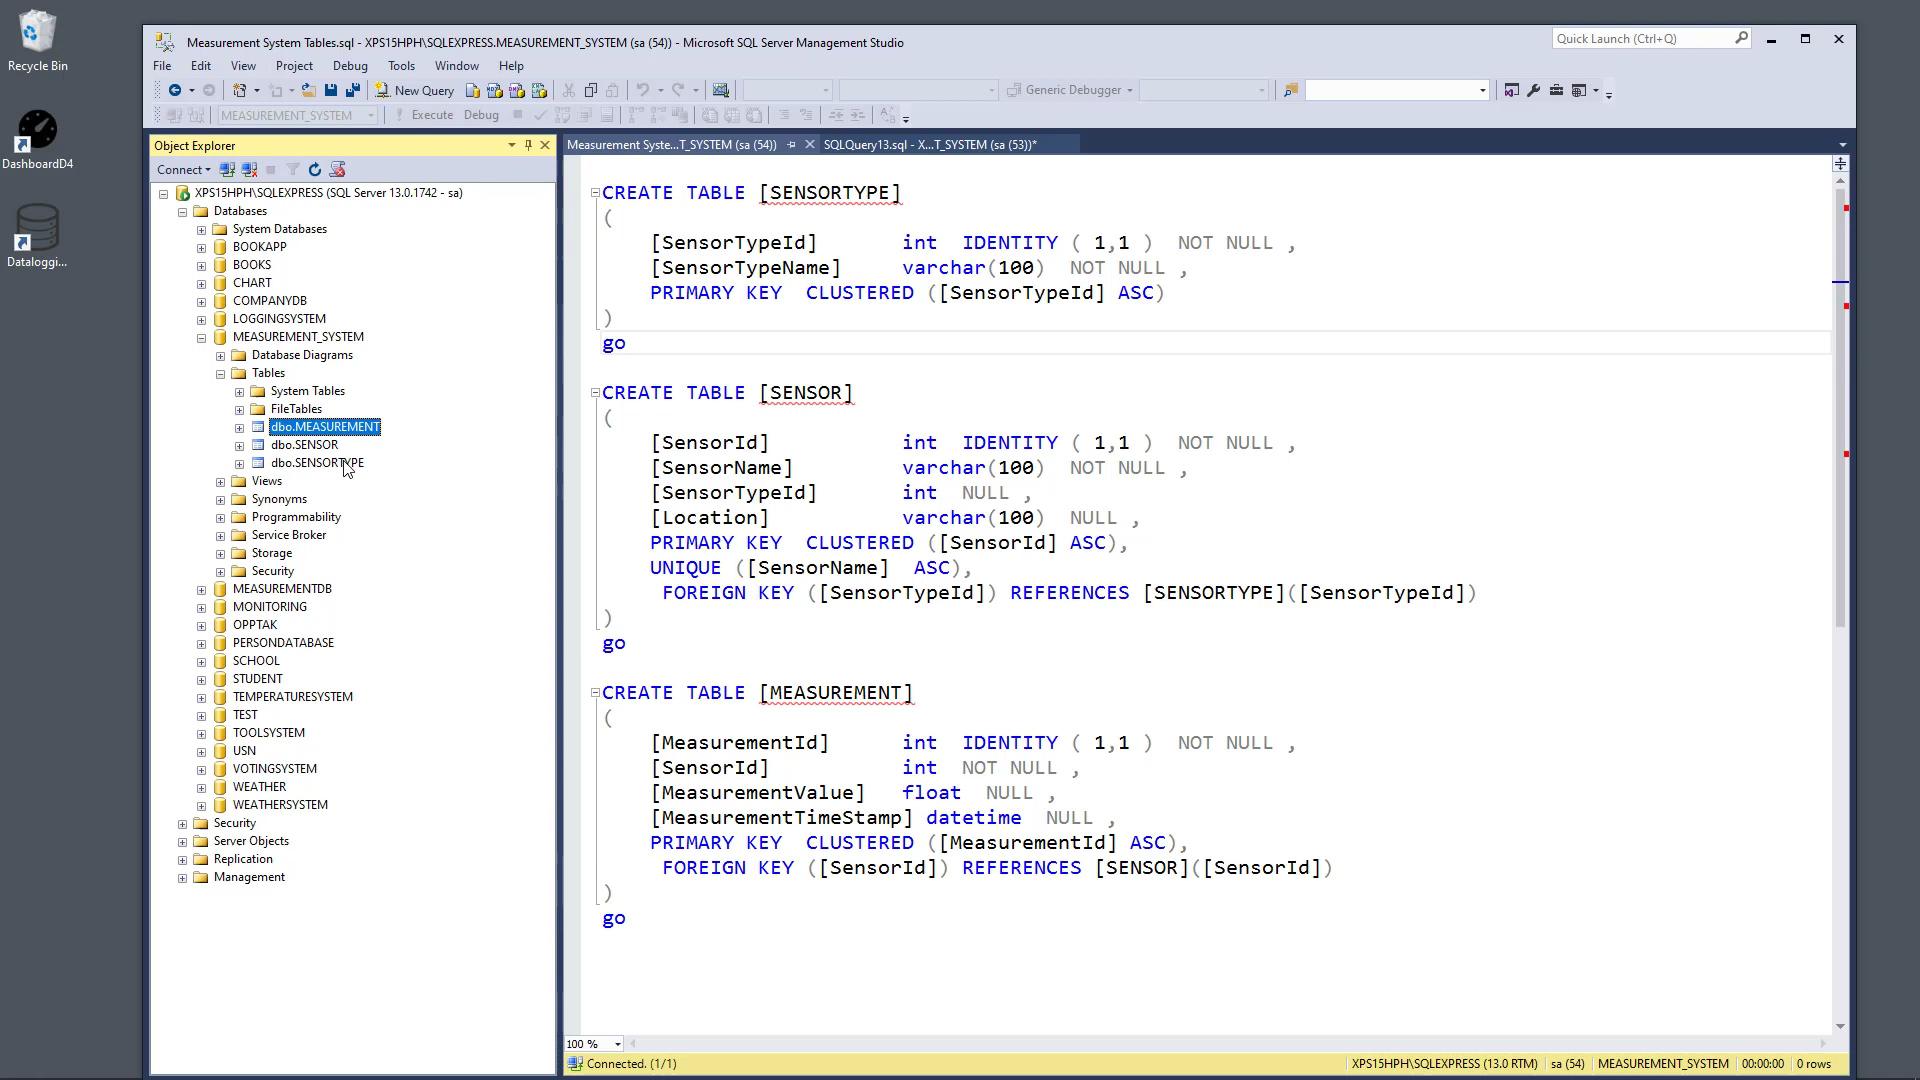 Recycle Bin
DashboardD4
Dataloggi...
Measurement System Tables.sql - XPS15HPH\SQLEXPRESS.MEASUREMENT_SYSTEM (sa (54)) - Microsoft SQL Server Management Studio
Quick Launch (Ctrl+Q)
File Edit View Project Debug Tools Window Help
New Query
Generic Debugger
MEASUREMENT_SYSTEM
Execute Debug
Object Explorer
Connect
XPS15HPH\SQLEXPRESS (SQL Server 13.0.1742 - sa)
Databases
System Databases
BOOKAPP
BOOKS
CHART
COMPANYDB
LOGGINGSYSTEM
MEASUREMENT_SYSTEM
Database Diagrams
Tables
System Tables
FileTables
dbo.MEASUREMENT
dbo.SENSOR
dbo.SENSORTYPE
Views
Synonyms
Programmability
Service Broker
Storage
Security
MEASUREMENTDB
MONITORING
OPPTAK
PERSONDATABASE
SCHOOL
STUDENT
TEMPERATURESYSTEM
TEST
TOOLSYSTEM
USN
VOTINGSYSTEM
WEATHER
WEATHERSYSTEM
Security
Server Objects
Replication
Management
Measurement Syste...T_SYSTEM (sa (54))
SQLQuery13.sql - X...T_SYSTEM (sa (53))*
CREATE TABLE [SENSORTYPE]
(
[SensorTypeId] int IDENTITY ( 1,1 ) NOT NULL ,
[SensorTypeName] varchar(100) NOT NULL ,
PRIMARY KEY CLUSTERED ([SensorTypeId] ASC)
)
go
CREATE TABLE [SENSOR]
(
[SensorId] int IDENTITY ( 1,1 ) NOT NULL ,
[SensorName] varchar(100) NOT NULL ,
[SensorTypeId] int NULL ,
[Location] varchar(100) NULL ,
PRIMARY KEY CLUSTERED ([SensorId] ASC),
UNIQUE ([SensorName] ASC),
FOREIGN KEY ([SensorTypeId]) REFERENCES [SENSORTYPE]([SensorTypeId])
)
go
CREATE TABLE [MEASUREMENT]
(
[MeasurementId] int IDENTITY ( 1,1 ) NOT NULL ,
[SensorId] int NOT NULL ,
[MeasurementValue] float NULL ,
[MeasurementTimeStamp] datetime NULL ,
PRIMARY KEY CLUSTERED ([MeasurementId] ASC),
FOREIGN KEY ([SensorId]) REFERENCES [SENSOR]([SensorId])
)
go
100 %
Connected. (1/1)
XPS15HPH\SQLEXPRESS (13.0 RTM) sa (54) MEASUREMENT_SYSTEM 00:00:00 0 rows